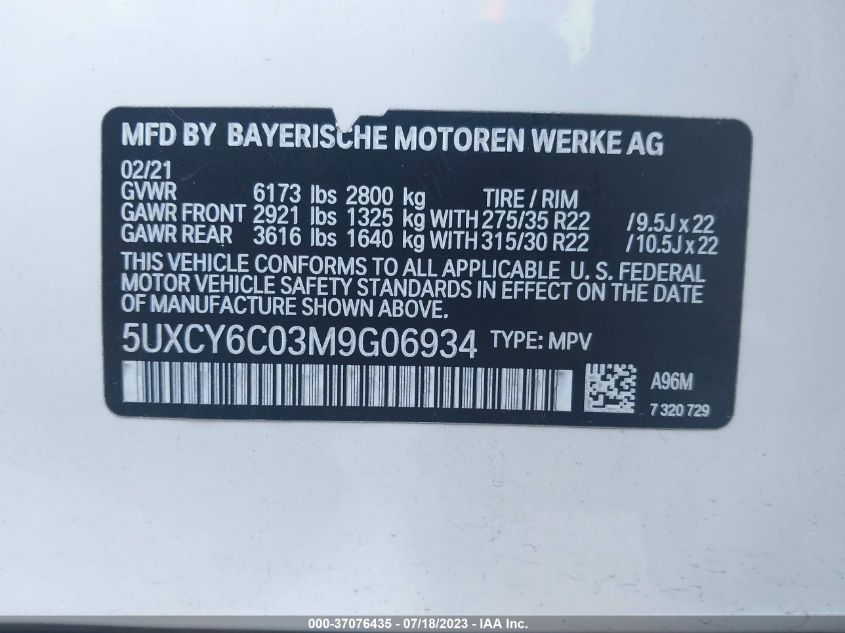 MFD BY BAYERISCHE MOTOREN WERKE AG
02/21
GVWR 6173 lbs 2800 kg TIRE / RIM
GAWR FRONT 2921 lbs 1325 kg WITH 275/35 R22 /9.5J x 22
GAWR REAR 3616 lbs 1640 kg WITH 315/30 R22 /10.5J x 22
THIS VEHICLE CONFORMS TO ALL APPLICABLE U. S. FEDERAL
MOTOR VEHICLE SAFETY STANDARDS IN EFFECT ON THE DATE
OF MANUFACTURE SHOWN ABOVE.
5UXCY6C03M9G06934 TYPE: MPV
A96M
7 320 729
000-37076435 - 07/18/2023 - IAA Inc.